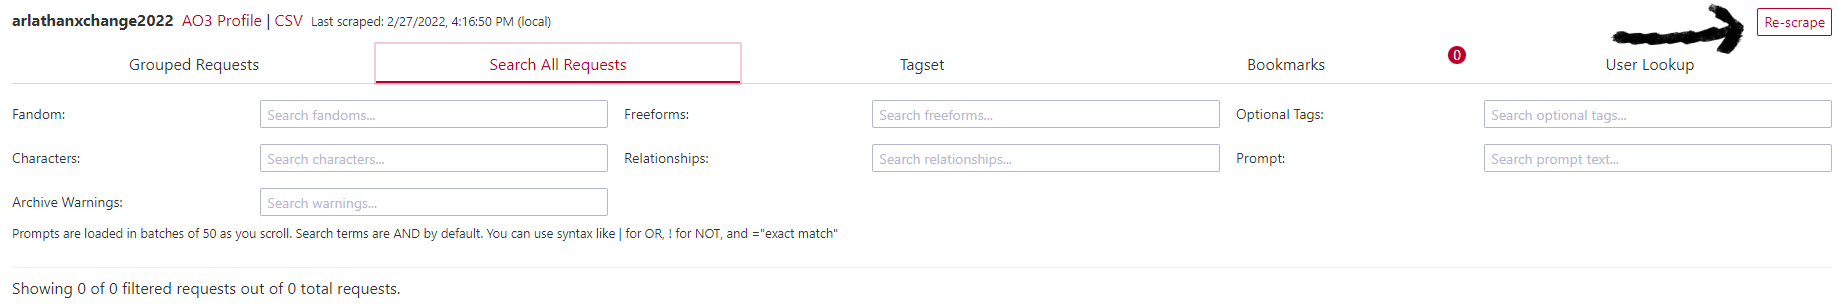 arlathanxchange2022 AO3 Profile | CSV Last scraped: 2/27/2022, 4:16:50 PM (local) Re-scrape
Grouped Requests Search All Requests Tagset Bookmarks 0 User Lookup
Fandom: Search fandoms... Freeforms: Search freeforms... Optional Tags: Search optional tags...
Characters: Search characters... Relationships: Search relationships... Prompt: Search prompt text...
Archive Warnings: Search warnings...
Prompts are loaded in batches of 50 as you scroll. Search terms are AND by default. You can use syntax like | for OR, ! for NOT, and ="exact match"
Showing 0 of 0 filtered requests out of 0 total requests.